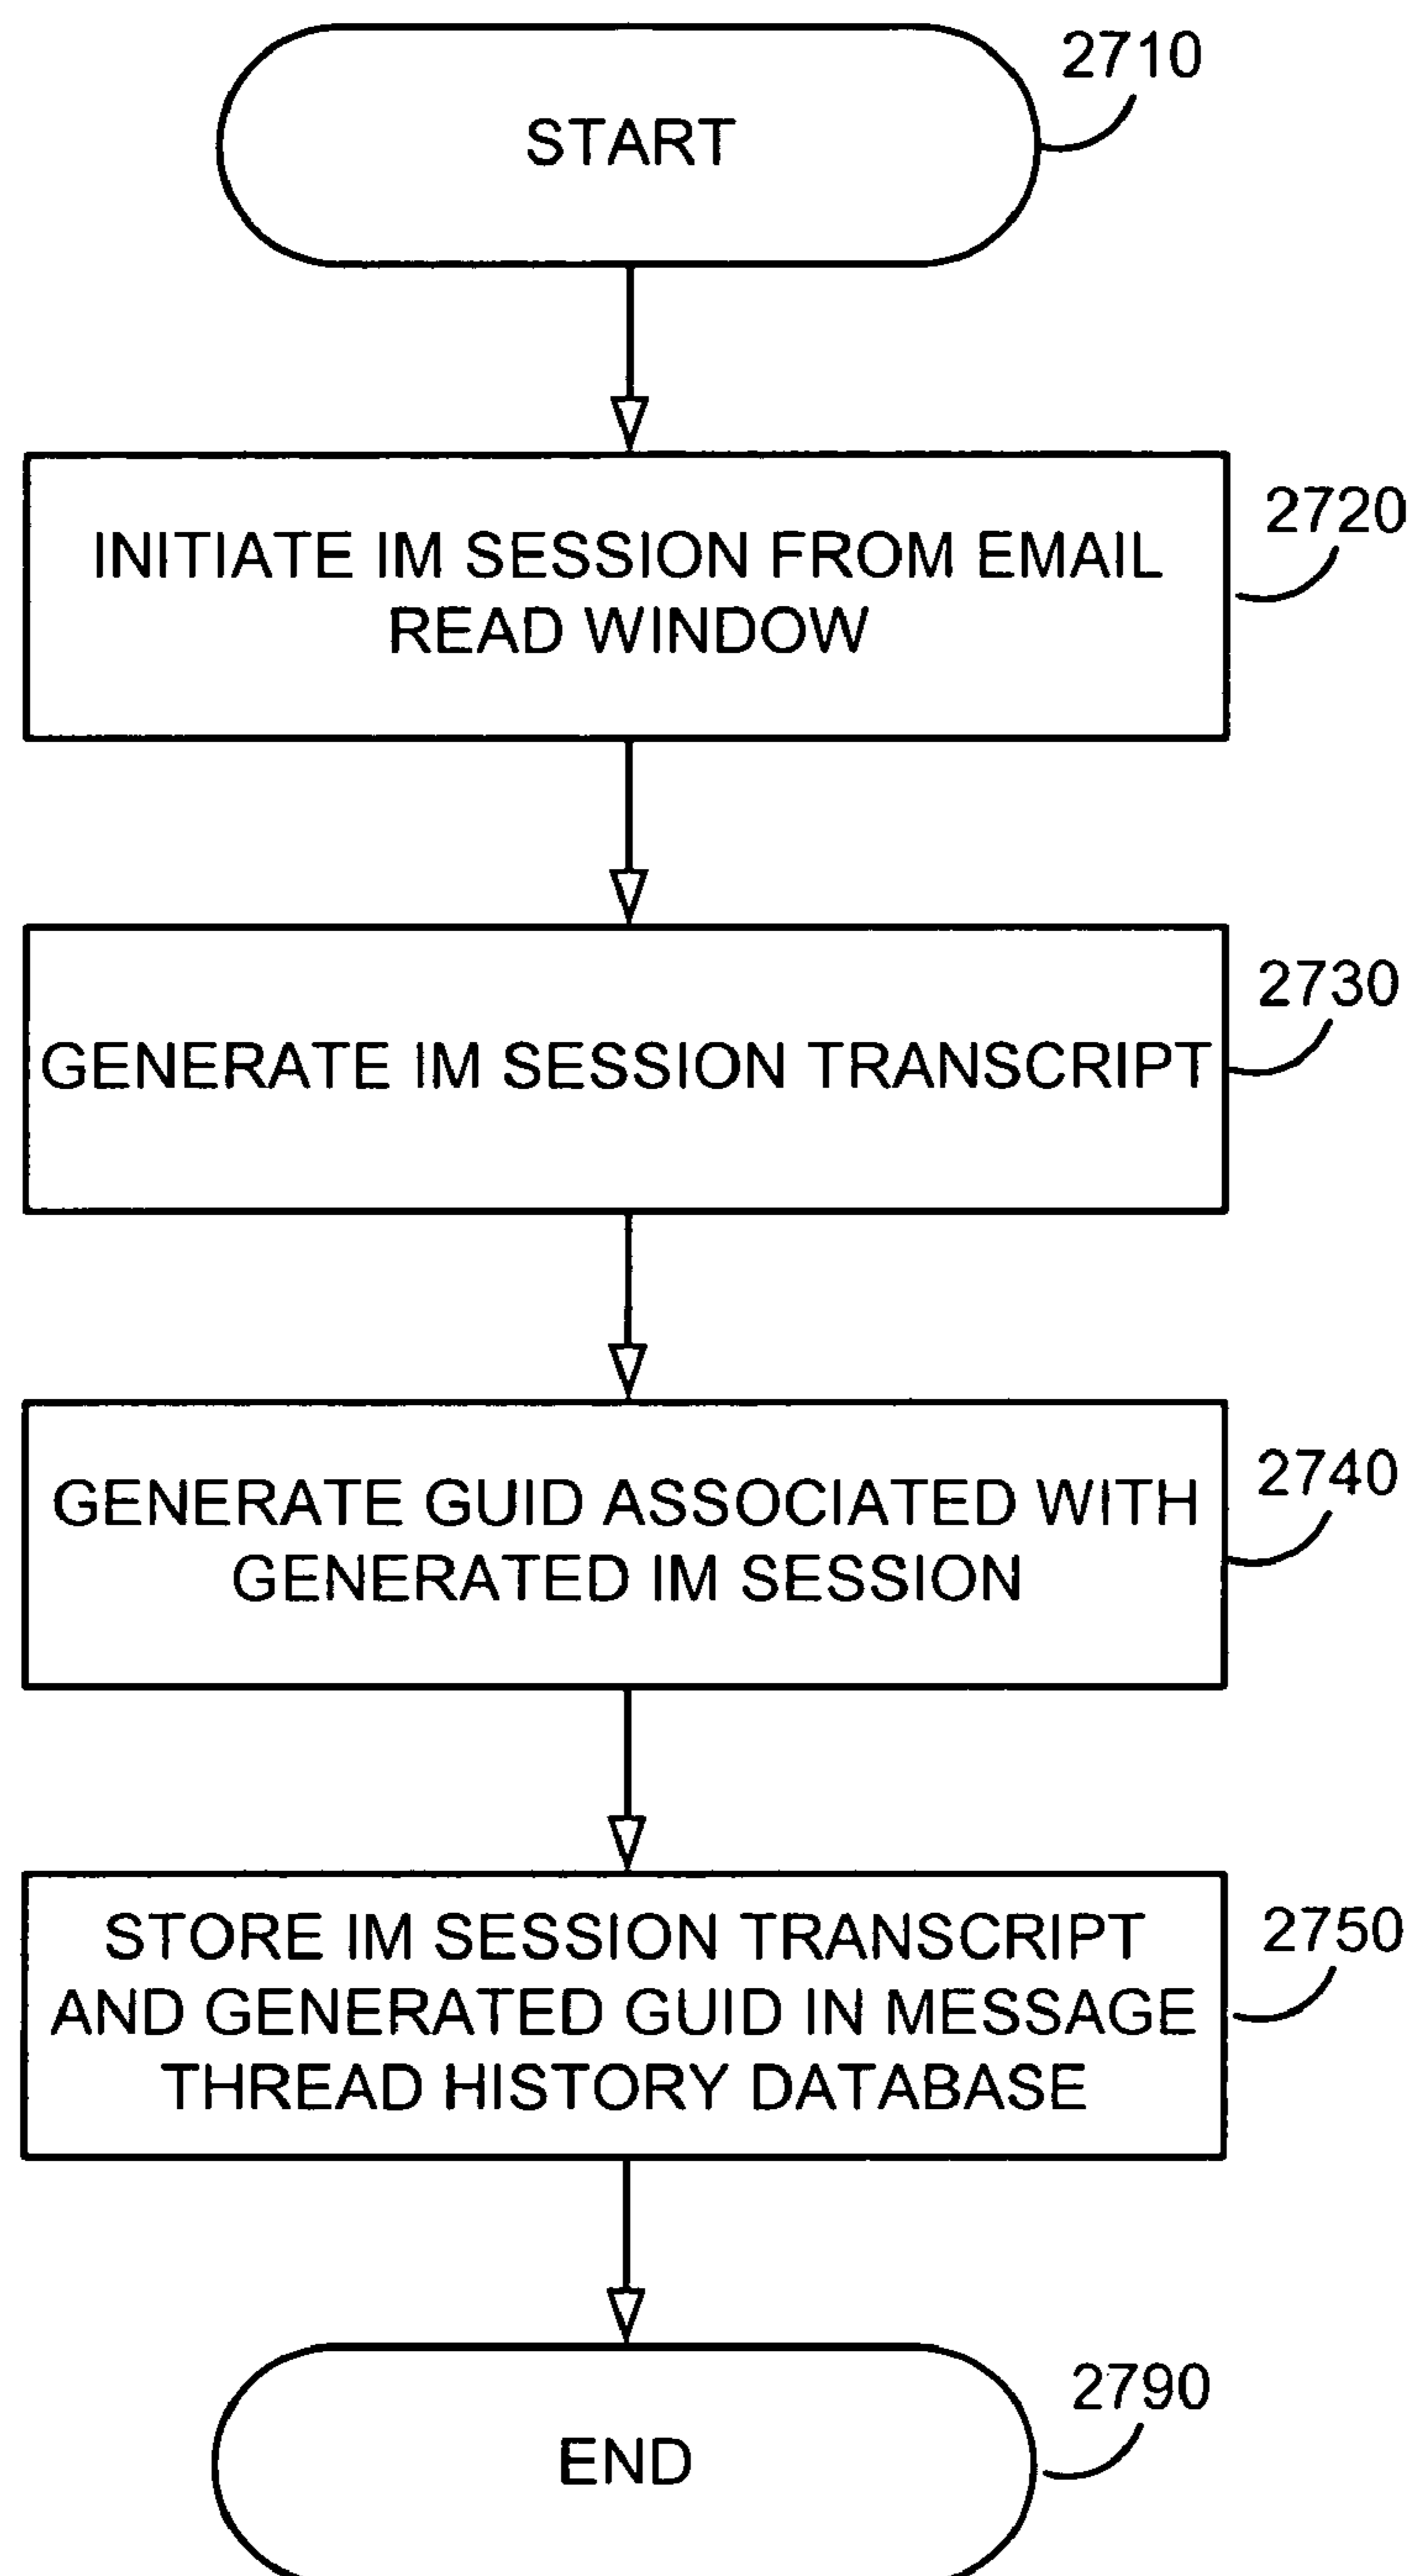 START
2710
INITIATE IM SESSION FROM EMAIL
READ WINDOW
2720
GENERATE IM SESSION TRANSCRIPT
2730
GENERATE GUID ASSOCIATED WITH
GENERATED IM SESSION
2740
STORE IM SESSION TRANSCRIPT
AND GENERATED GUID IN MESSAGE
THREAD HISTORY DATABASE
2750
END
2790